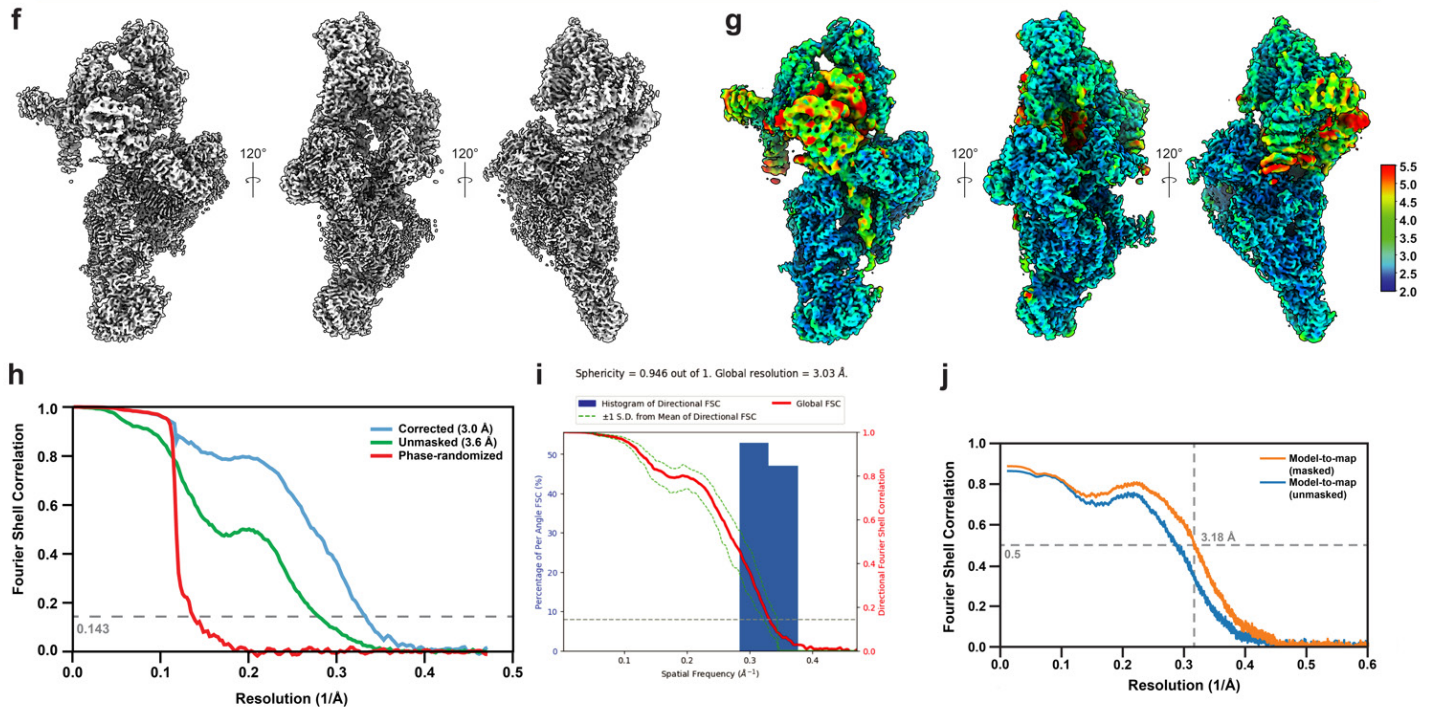 f
g
120°
120°
120°
120°
5.5
5.0
4.5
4.0
3.5
3.0
2.5
2.0
h
Fourier Shell Correlation
1.0
0.8
0.6
0.4
0.2
0.0
0.143
Corrected (3.0 Å)
Unmasked (3.6 Å)
Phase-randomized
0.0 0.1 0.2 0.3 0.4 0.5
Resolution (1/Å)
i
Sphericity = 0.946 out of 1. Global resolution = 3.03 Å.
Histogram of Directional FSC
Global FSC
±1 S.D. from Mean of Directional FSC
Percentage of Per Angle FSC (%)
50
40
30
20
10
0
1.0
0.8
0.6
0.4
0.2
0.0
Directional Fourier Shell Correlation
0.1 0.2 0.3 0.4
Spatial Frequency (Å⁻¹)
j
Fourier Shell Correlation
1.0
0.8
0.6
0.4
0.2
0.0
Model-to-map
(masked)
Model-to-map
(unmasked)
3.18 Å
0.5
0.0 0.1 0.2 0.3 0.4 0.5 0.6
Resolution (1/Å)